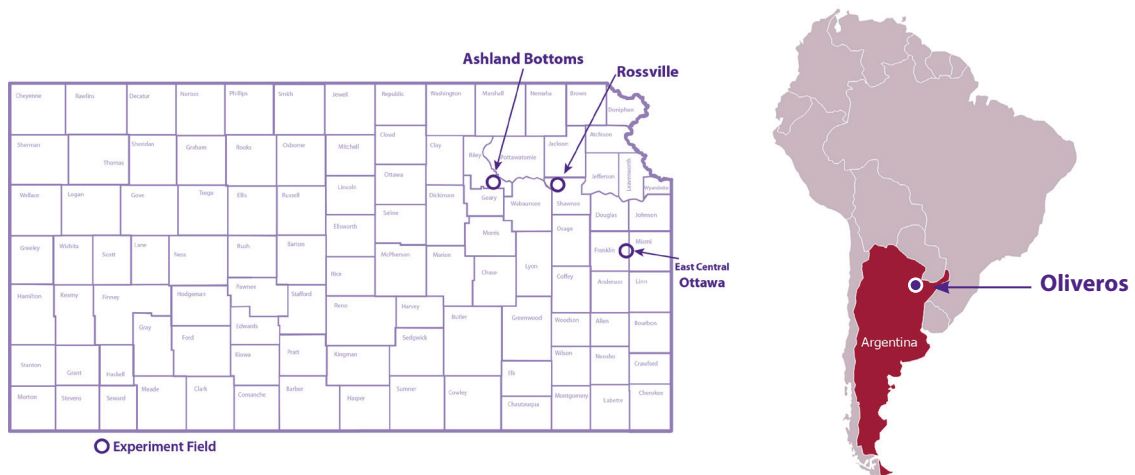 Ashland Bottoms
Rossville
Cheyenne Rawlins Decatur Norton Phillips Smith Jewell Republic Washington Marshall Nemaha Brown
Doniphan
Sherman Thomas Sheridan Graham Rooks Osborne Mitchell Cloud Clay Riley Pottawatomie Jackson Atchison
Jefferson Leavenworth Wyandotte
Wallace Logan Gove Trego Ellis Russell Lincoln Ottawa Dickinson Geary Wabaunsee Shawnee
Douglas Johnson
Ellsworth Saline Morris Osage
Greeley Wichita Scott Lane Ness Rush Barton McPherson Marion Franklin Miami
East Central
Ottawa
Rice Chase Lyon Coffey Anderson Linn
Hamilton Kearny Finney Hodgeman Pawnee Stafford Reno Harvey Butler Greenwood Woodson Allen Bourbon
Gray Ford Edwards Sedgwick
Stanton Grant Haskell Kiowa Pratt Kingman Elk Wilson Neosho Crawford
Morton Stevens Seward Meade Clark Comanche Barber Harper Sumner Cowley Chautauqua Montgomery Labette Cherokee
Experiment Field
Oliveros
Argentina